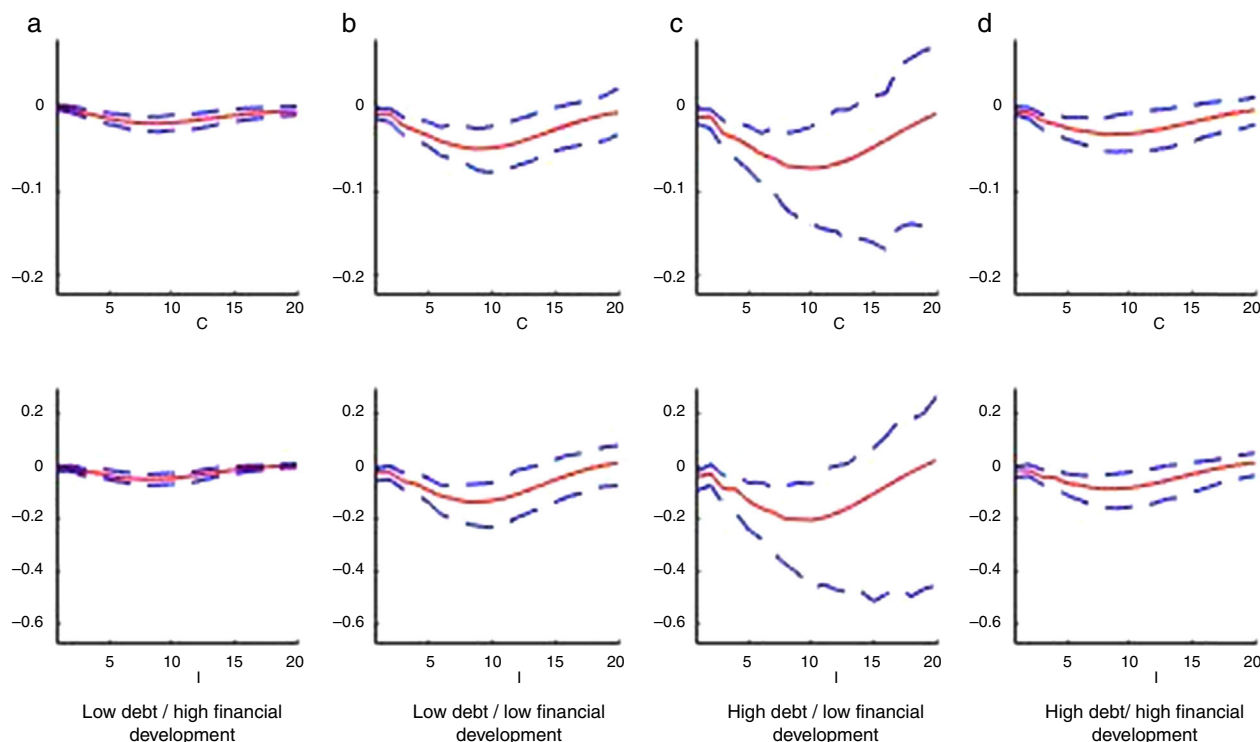 a b c d
0 0 0 0
–0.1 –0.1 –0.1 –0.1
–0.2 –0.2 –0.2 –0.2
5 10 15 20 5 10 15 20 5 10 15 20 5 10 15 20
C C C C
0.2 0.2 0.2 0.2
0 0 0 0
–0.2 –0.2 –0.2 –0.2
–0.4 –0.4 –0.4 –0.4
–0.6 –0.6 –0.6 –0.6
5 10 15 20 5 10 15 20 5 10 15 20 5 10 15 20
I I I I
Low debt / high financial
development
Low debt / low financial
development
High debt / low financial
development
High debt/ high financial
development